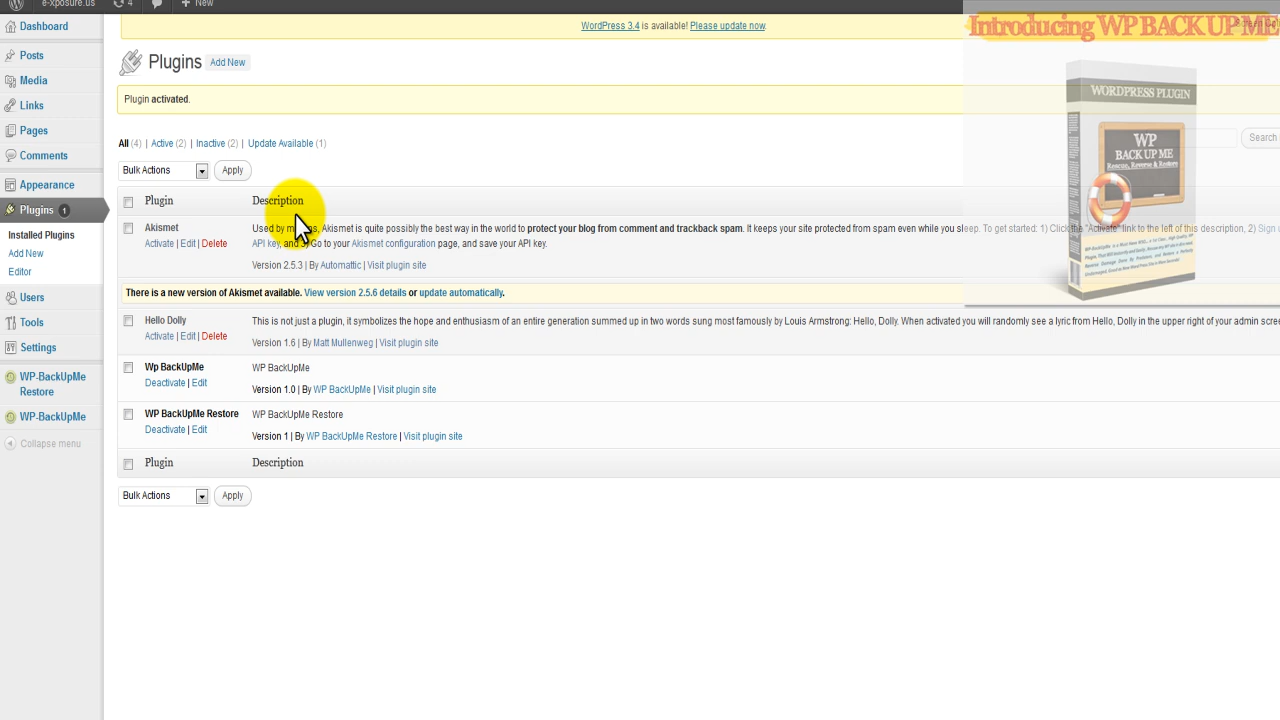 e-xposure.us 4 + New
Dashboard
Posts
Media
Links
Pages
Comments
Appearance
Plugins 1
Installed Plugins
Add New
Editor
Users
Tools
Settings
WP-BackUpMe
Restore
WP-BackUpMe
Collapse menu
WordPress 3.4 is available! Please update now.
Plugins Add New
Plugin activated.
All (4) | Active (2) | Inactive (2) | Update Available (1)
Search
Bulk Actions Apply
Plugin Description
Akismet
Used by Akismet is quite possibly the best way in the world to protect your blog from comment and trackback spam. It keeps your site protected from spam even while you sleep. To get started: 1) Click the "Activate" link to the left of this description, 2) Sign
Activate | Edit | Delete
API key, and 3) Go to your Akismet configuration page, and save your API key.
Version 2.5.3 | By Automattic | Visit plugin site
There is a new version of Akismet available. View version 2.5.6 details or update automatically.
Hello Dolly
This is not just a plugin, it symbolizes the hope and enthusiasm of an entire generation summed up in two words sung most famously by Louis Armstrong: Hello, Dolly. When activated you will randomly see a lyric from Hello, Dolly in the upper right of your admin
Activate | Edit | Delete
Version 1.6 | By Matt Mullenweg | Visit plugin site
Wp BackUpMe WP BackUpMe
Deactivate | Edit
Version 1.0 | By WP BackUpMe | Visit plugin site
WP BackUpMe Restore WP BackUpMe Restore
Deactivate | Edit
Version 1 | By WP BackUpMe Restore | Visit plugin site
Plugin Description
Bulk Actions Apply
Introducing WP BACK UP ME
WORDPRESS PLUGIN
WP
BACK UP ME
Rescue, Reverse & Restore